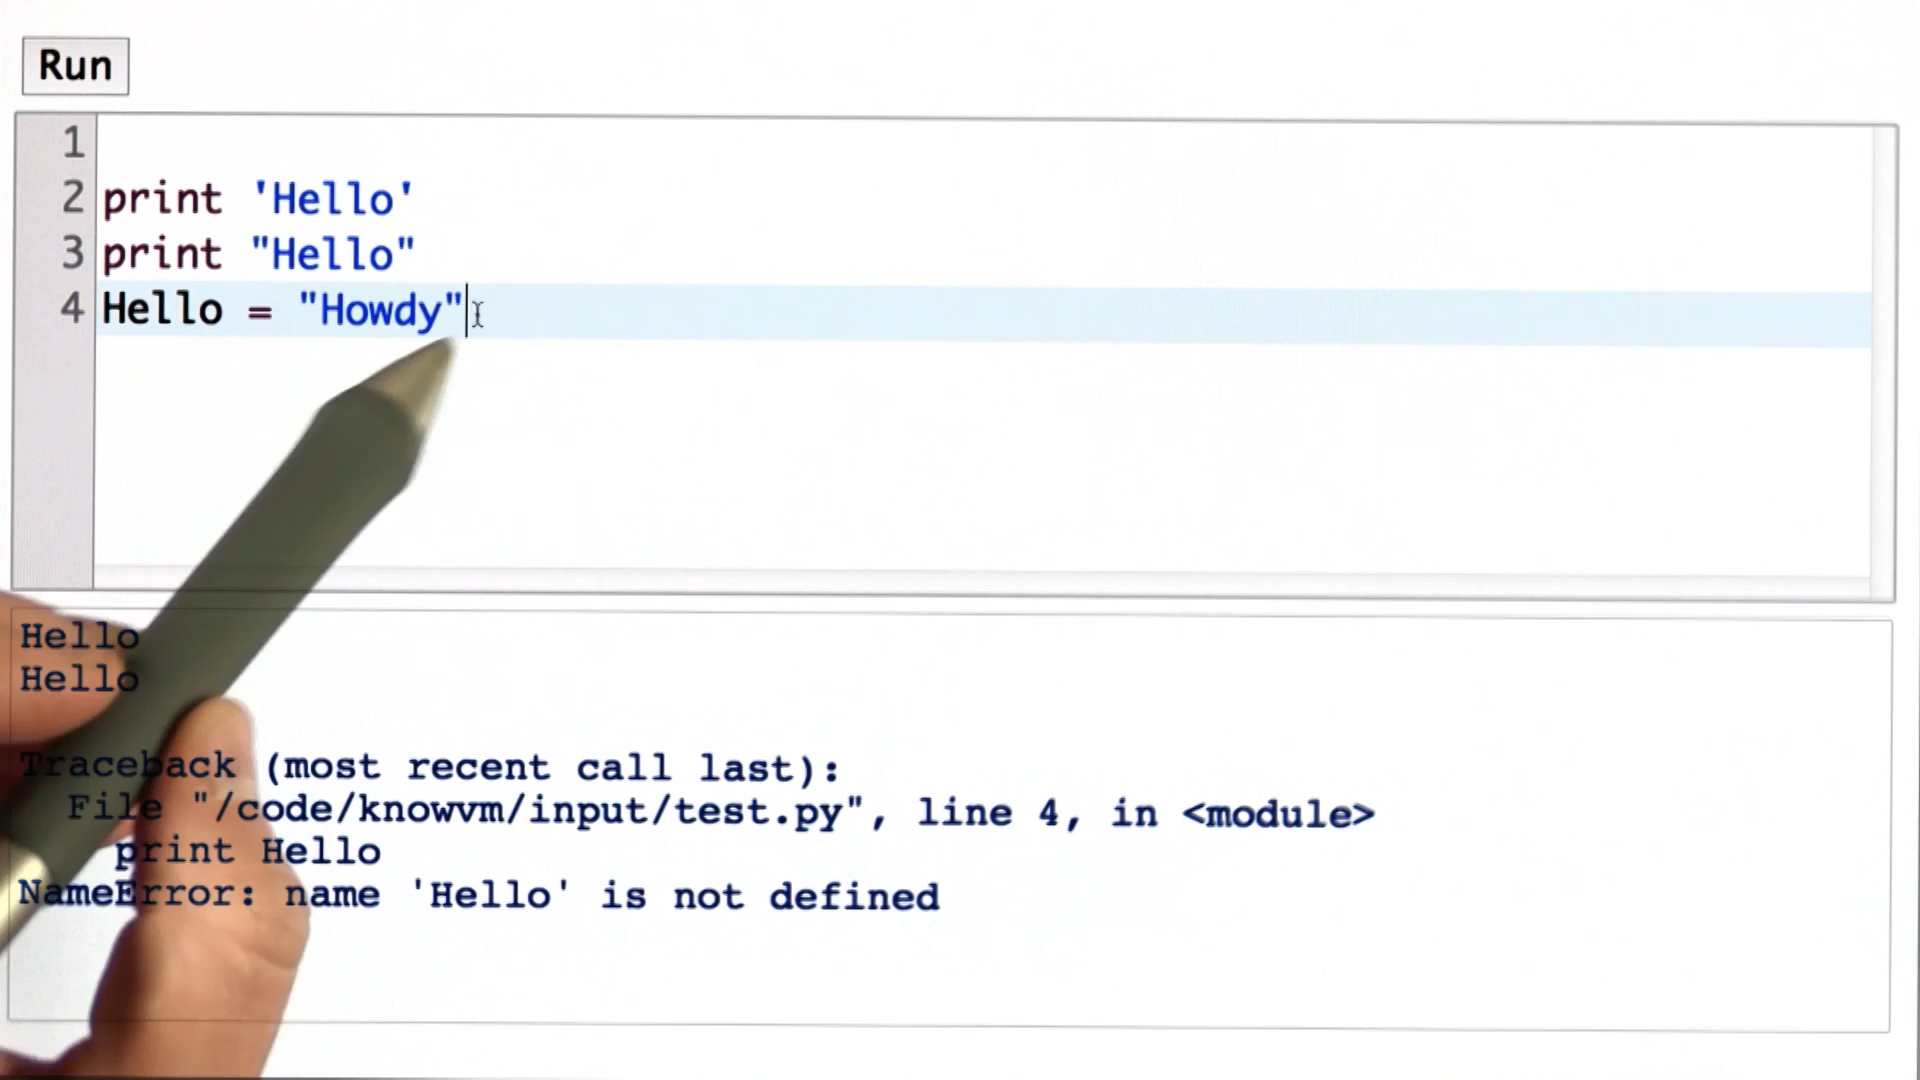 Run
1
2 print 'Hello'
3 print "Hello"
4 Hello = "Howdy"
Hello
Hello
Traceback (most recent call last):
File "/code/knowvm/input/test.py", line 4, in <module>
print Hello
NameError: name 'Hello' is not defined